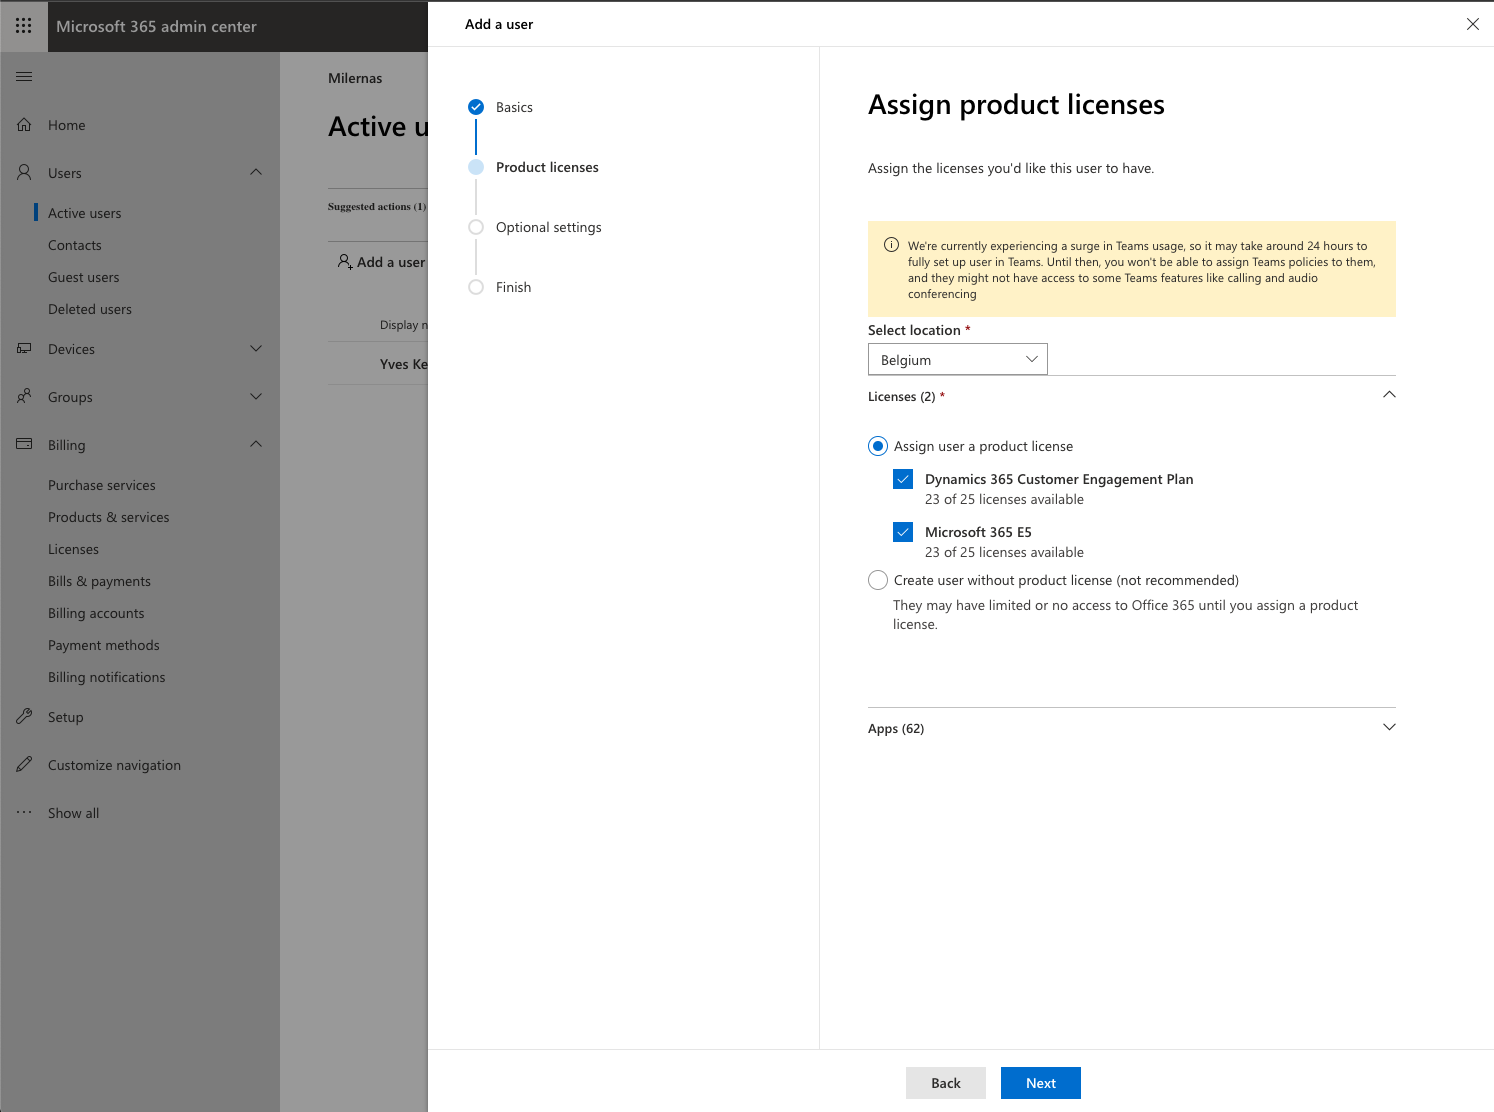 Microsoft 365 admin center
Home
Users
Active users
Contacts
Guest users
Deleted users
Devices
Groups
Billing
Purchase services
Products & services
Licenses
Bills & payments
Billing accounts
Payment methods
Billing notifications
Setup
Customize navigation
Show all
Milernas
Active u
Suggested actions (1)
Add a user
Display n
Yves Ke
Add a user
Basics
Product licenses
Optional settings
Finish
Assign product licenses
Assign the licenses you'd like this user to have.
We're currently experiencing a surge in Teams usage, so it may take around 24 hours to
fully set up user in Teams. Until then, you won't be able to assign Teams policies to them,
and they might not have access to some Teams features like calling and audio
conferencing
Select location *
Belgium
Licenses (2) *
Assign user a product license
Dynamics 365 Customer Engagement Plan
23 of 25 licenses available
Microsoft 365 E5
23 of 25 licenses available
Create user without product license (not recommended)
They may have limited or no access to Office 365 until you assign a product
license.
Apps (62)
Back
Next